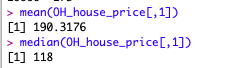 > mean(OH_house_price[,1])
[1] 190.3176
> median(OH_house_price[,1])
[1] 118